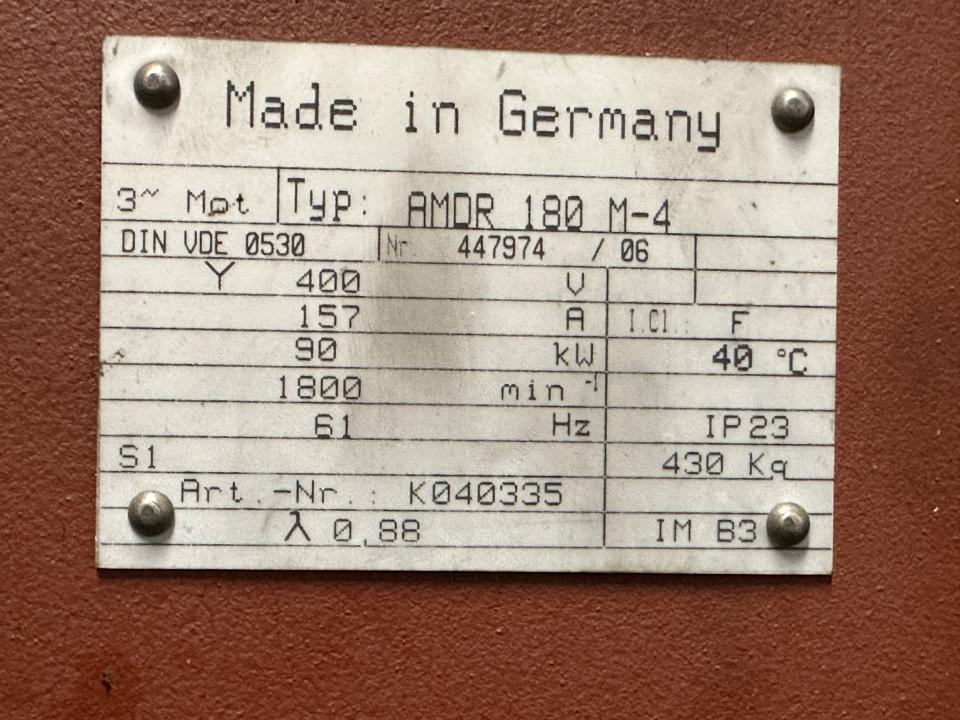 Made in Germany
3~ Mot Typ: AMDR 180 M-4
DIN VDE 0530 Nr. 447974 / 06
Y 400 V
157 A I.Cl.: F
90 kW 40 °C
1800 min⁻¹
61 Hz IP23
S1 430 Kg
Art.-Nr.: K040335
λ 0,88 IM B3